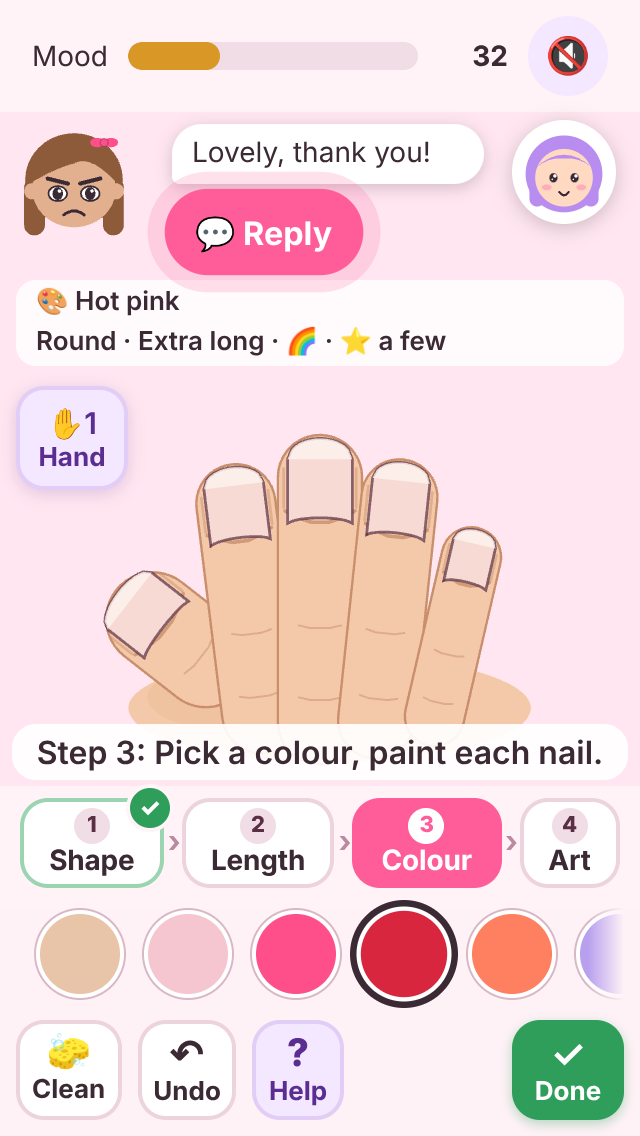 Mood
32
Lovely, thank you!
Reply
Hot pink
Round · Extra long · 🌈 · ⭐ a few
1
Hand
Step 3: Pick a colour, paint each nail.
1 2 3 4
Shape › Length › Colour › Art
Clean Undo ? Help Done